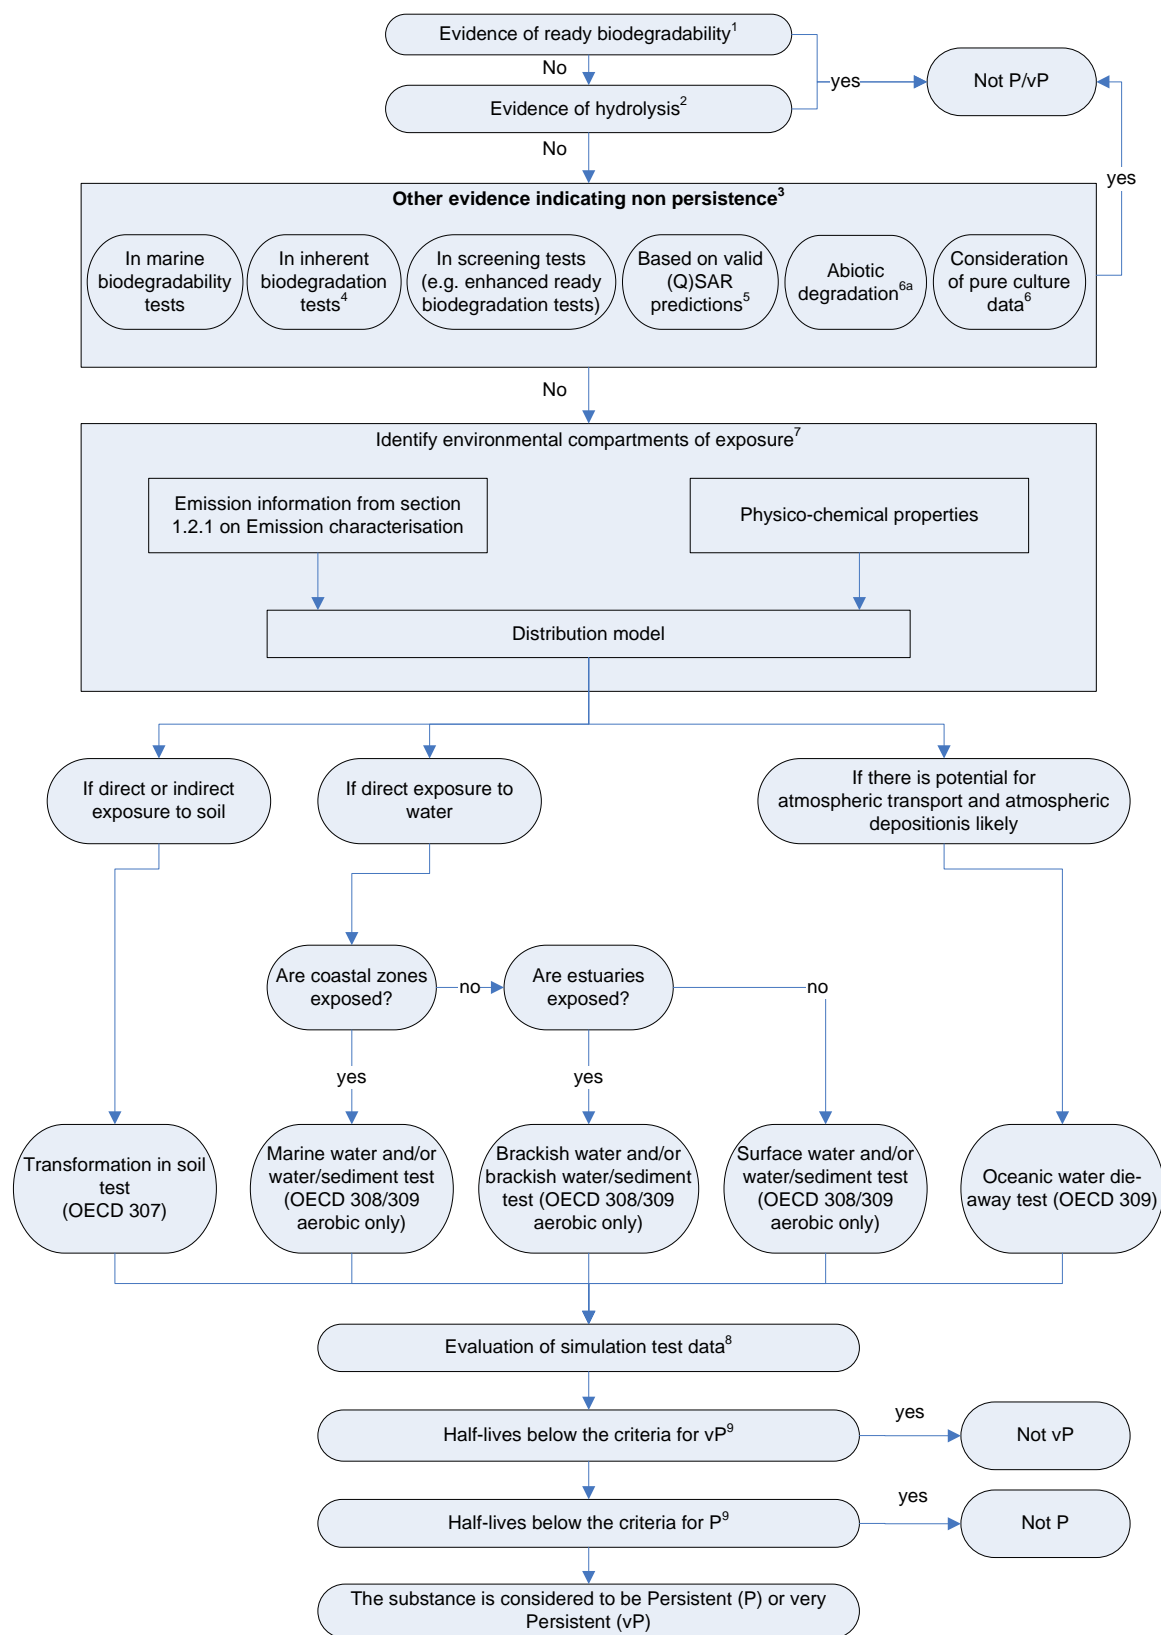 Evidence of ready biodegradability1
No
yes
Not P/vP
Evidence of hydrolysis2
No
yes
Other evidence indicating non persistence3
In marine
biodegradability
tests
In inherent
biodegradation
tests4
In screening tests
(e.g. enhanced ready
biodegradation tests)
Based on valid
(Q)SAR
predictions5
Abiotic
degradation6a
Consideration
of pure culture
data6
No
Identify environmental compartments of exposure7
Emission information from section
1.2.1 on Emission characterisation
Physico-chemical properties
Distribution model
If direct or indirect
exposure to soil
If direct exposure to
water
If there is potential for
atmospheric transport and atmospheric
depositionis likely
Are coastal zones
exposed?
no
Are estuaries
exposed?
no
yes
yes
Transformation in soil
test
(OECD 307)
Marine water and/or
water/sediment test
(OECD 308/309
aerobic only)
Brackish water and/or
brackish water/sediment
test (OECD 308/309
aerobic only)
Surface water and/or
water/sediment test
(OECD 308/309
aerobic only)
Oceanic water die-
away test (OECD 309)
Evaluation of simulation test data8
Half-lives below the criteria for vP9
yes
Not vP
Half-lives below the criteria for P9
yes
Not P
The substance is considered to be Persistent (P) or very
Persistent (vP)